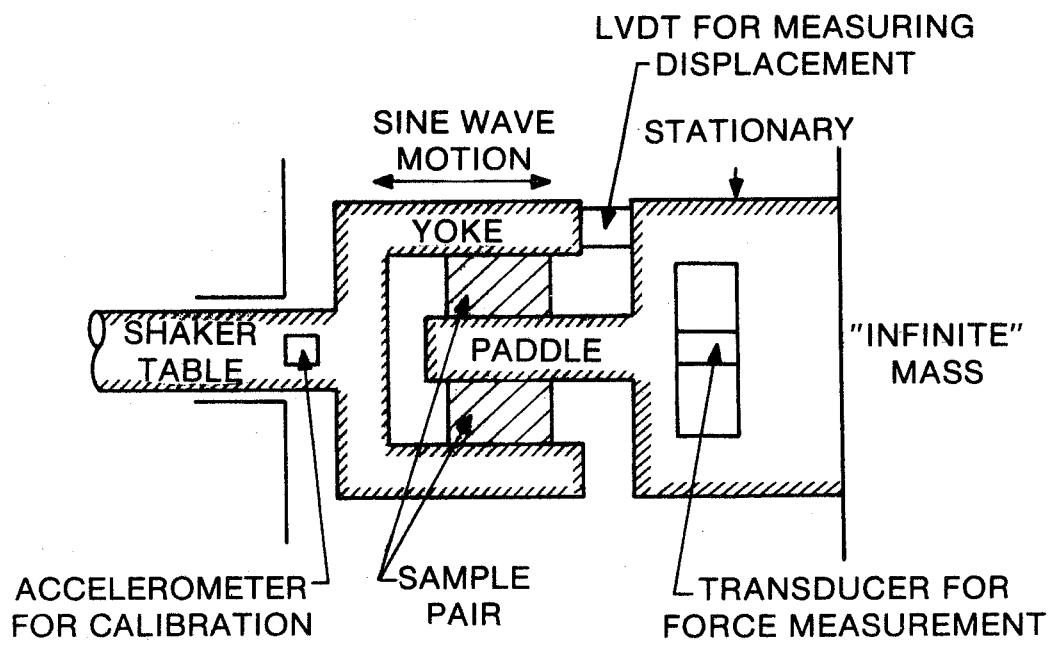 LVDT FOR MEASURING
DISPLACEMENT
SINE WAVE
MOTION
STATIONARY
YOKE
SHAKER
TABLE
PADDLE
"INFINITE"
MASS
ACCELEROMETER
FOR CALIBRATION
SAMPLE
PAIR
TRANSDUCER FOR
FORCE MEASUREMENT